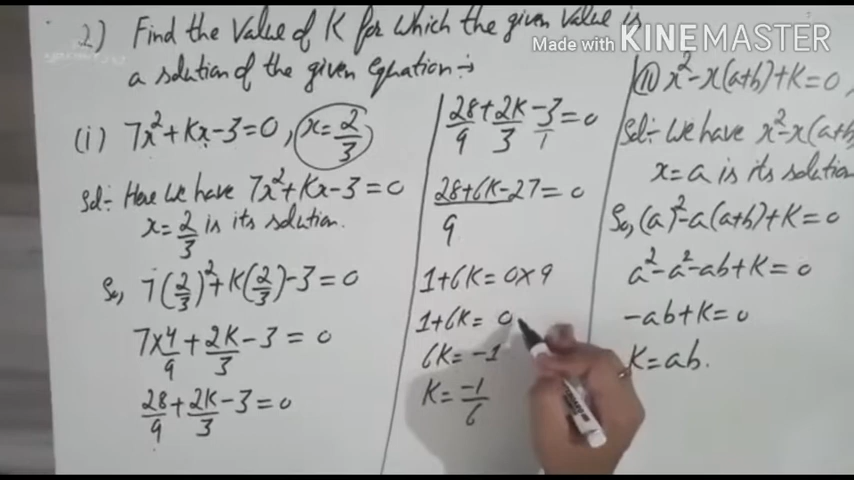 2) Find the Value of K for which the given value is
a solution of the given Equation :-
(i) 7x²+Kx-3=0, x=2/3
Sol:- Here We have 7x²+Kx-3=0
x=2/3 is its solution.
So, 7(2/3)²+K(2/3)-3=0
7x4/9+2K/3-3=0
28/9+2K/3-3=0
28/9+2K/3-3/1=0
28+6K-27/9=0
1+6K=0x9
1+6K=0
6K=-1
K=-1/6
(ii) x²-x(a+b)+K=0,
Sol:- We have x²-x(a+b)
x=a is its solution
So, (a)²-a(a+b)+K=0
a²-a²-ab+K=0
-ab+K=0
K=ab.
Made with KINEMASTER